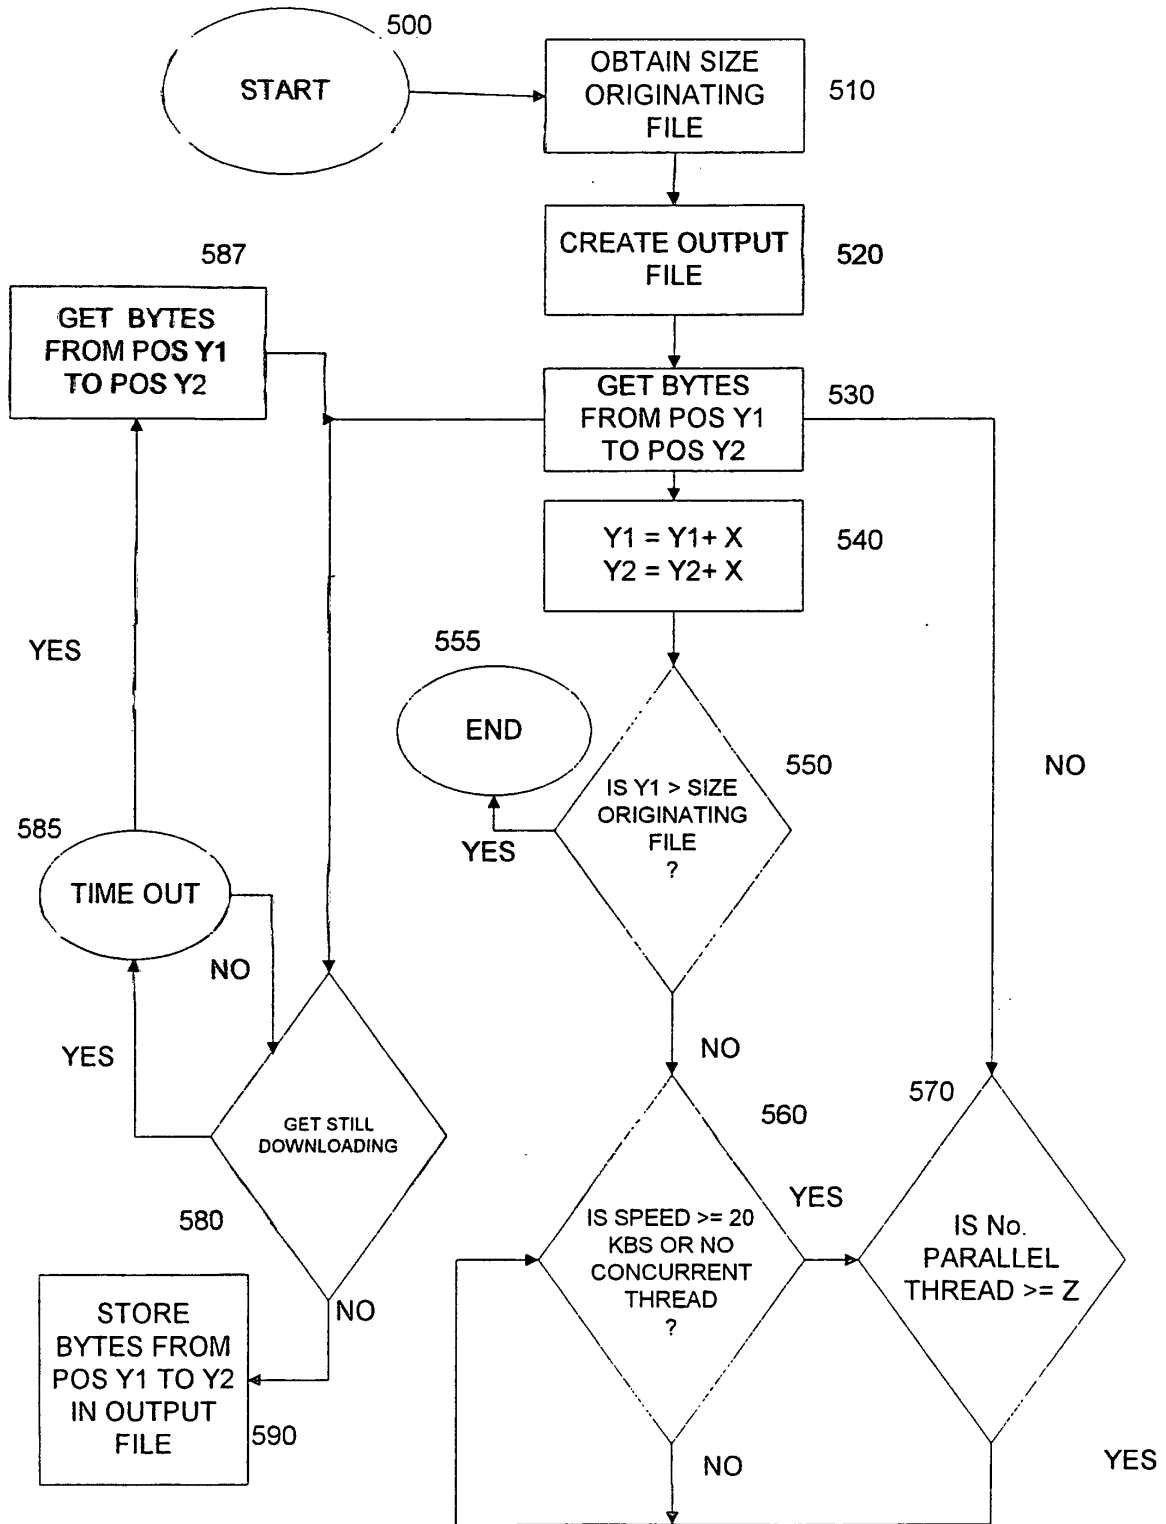 500
START
OBTAIN SIZE
ORIGINATING
FILE
510
CREATE OUTPUT
FILE
520
587
GET BYTES
FROM POS Y1
TO POS Y2
GET BYTES
FROM POS Y1
TO POS Y2
530
Y1 = Y1+ X
Y2 = Y2+ X
540
YES
555
END
550
NO
IS Y1 > SIZE
ORIGINATING
FILE
?
YES
585
TIME OUT
NO
YES
NO
GET STILL
DOWNLOADING
580
560
570
YES
IS SPEED >= 20
KBS OR NO
CONCURRENT
THREAD
?
IS No.
PARALLEL
THREAD >= Z
NO
STORE
BYTES FROM
POS Y1 TO Y2
IN OUTPUT
FILE
590
NO
YES